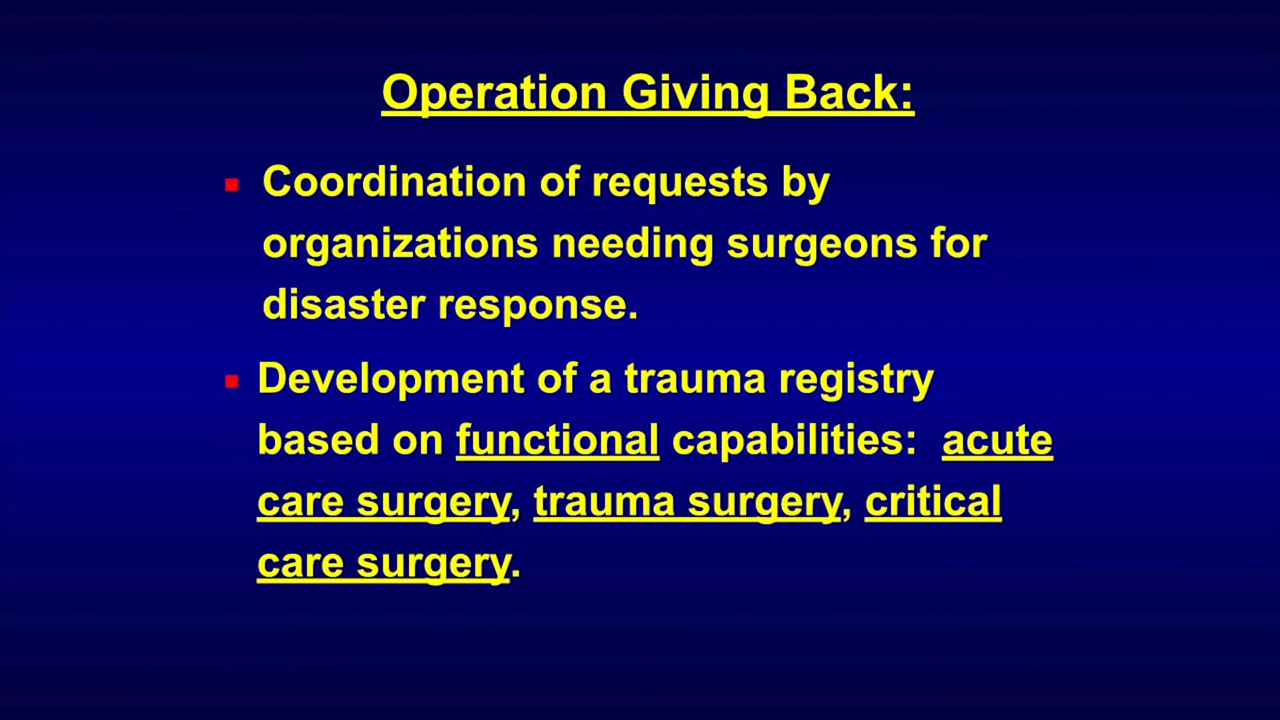 Operation Giving Back:
Coordination of requests by
organizations needing surgeons for
disaster response.
Development of a trauma registry
based on functional capabilities: acute
care surgery, trauma surgery, critical
care surgery.